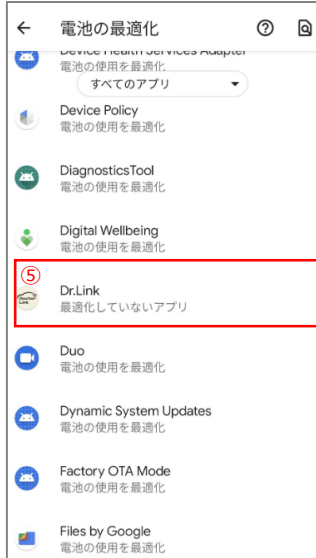 電池の最適化
Device Health Services Adapter
電池の使用を最適化
すべてのアプリ
Device Policy
電池の使用を最適化
DiagnosticsTool
電池の使用を最適化
Digital Wellbeing
電池の使用を最適化
⑤
Dr.Link
最適化していないアプリ
Duo
電池の使用を最適化
Dynamic System Updates
電池の使用を最適化
Factory OTA Mode
電池の使用を最適化
Files by Google
電池の使用を最適化